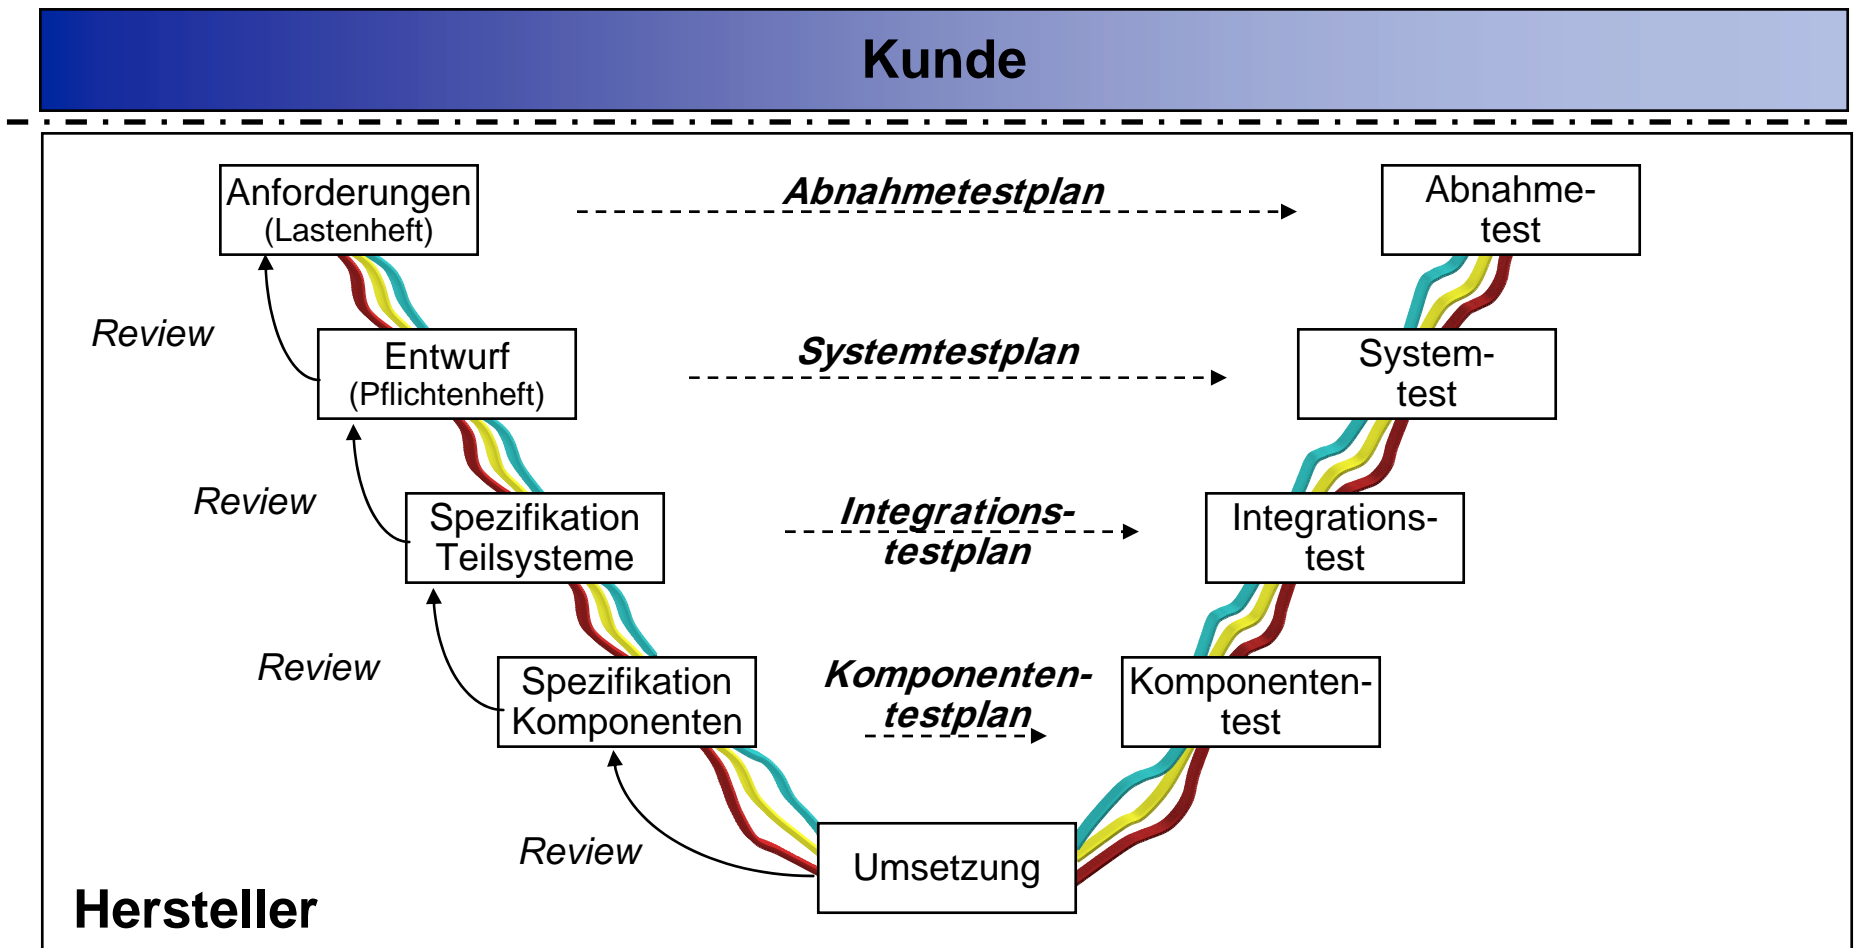 Kunde
Anforderungen
(Lastenheft)
Abnahmetestplan
Abnahme-
test
Review
Entwurf
(Pflichtenheft)
Systemtestplan
System-
test
Review
Spezifikation
Teilsysteme
Integrations-
testplan
Integrations-
test
Review
Spezifikation
Komponenten
Komponenten-
testplan
Komponenten-
test
Review
Umsetzung
Hersteller